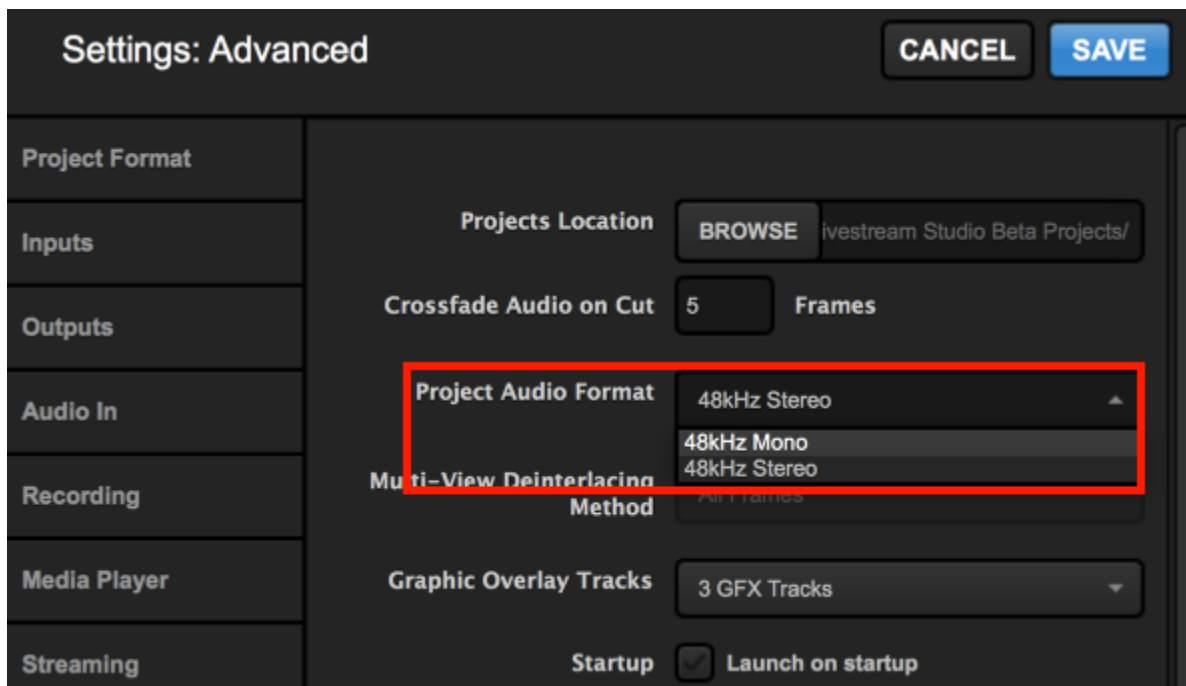 Settings: Advanced
CANCEL
SAVE
Project Format
Inputs
Outputs
Audio In
Recording
Media Player
Streaming
Projects Location
BROWSE
ivestream Studio Beta Projects/
Crossfade Audio on Cut
5
Frames
Project Audio Format
48kHz Stereo
48kHz Mono
48kHz Stereo
Multi-View Deinterlacing
Method
All Frames
Graphic Overlay Tracks
3 GFX Tracks
Startup
Launch on startup